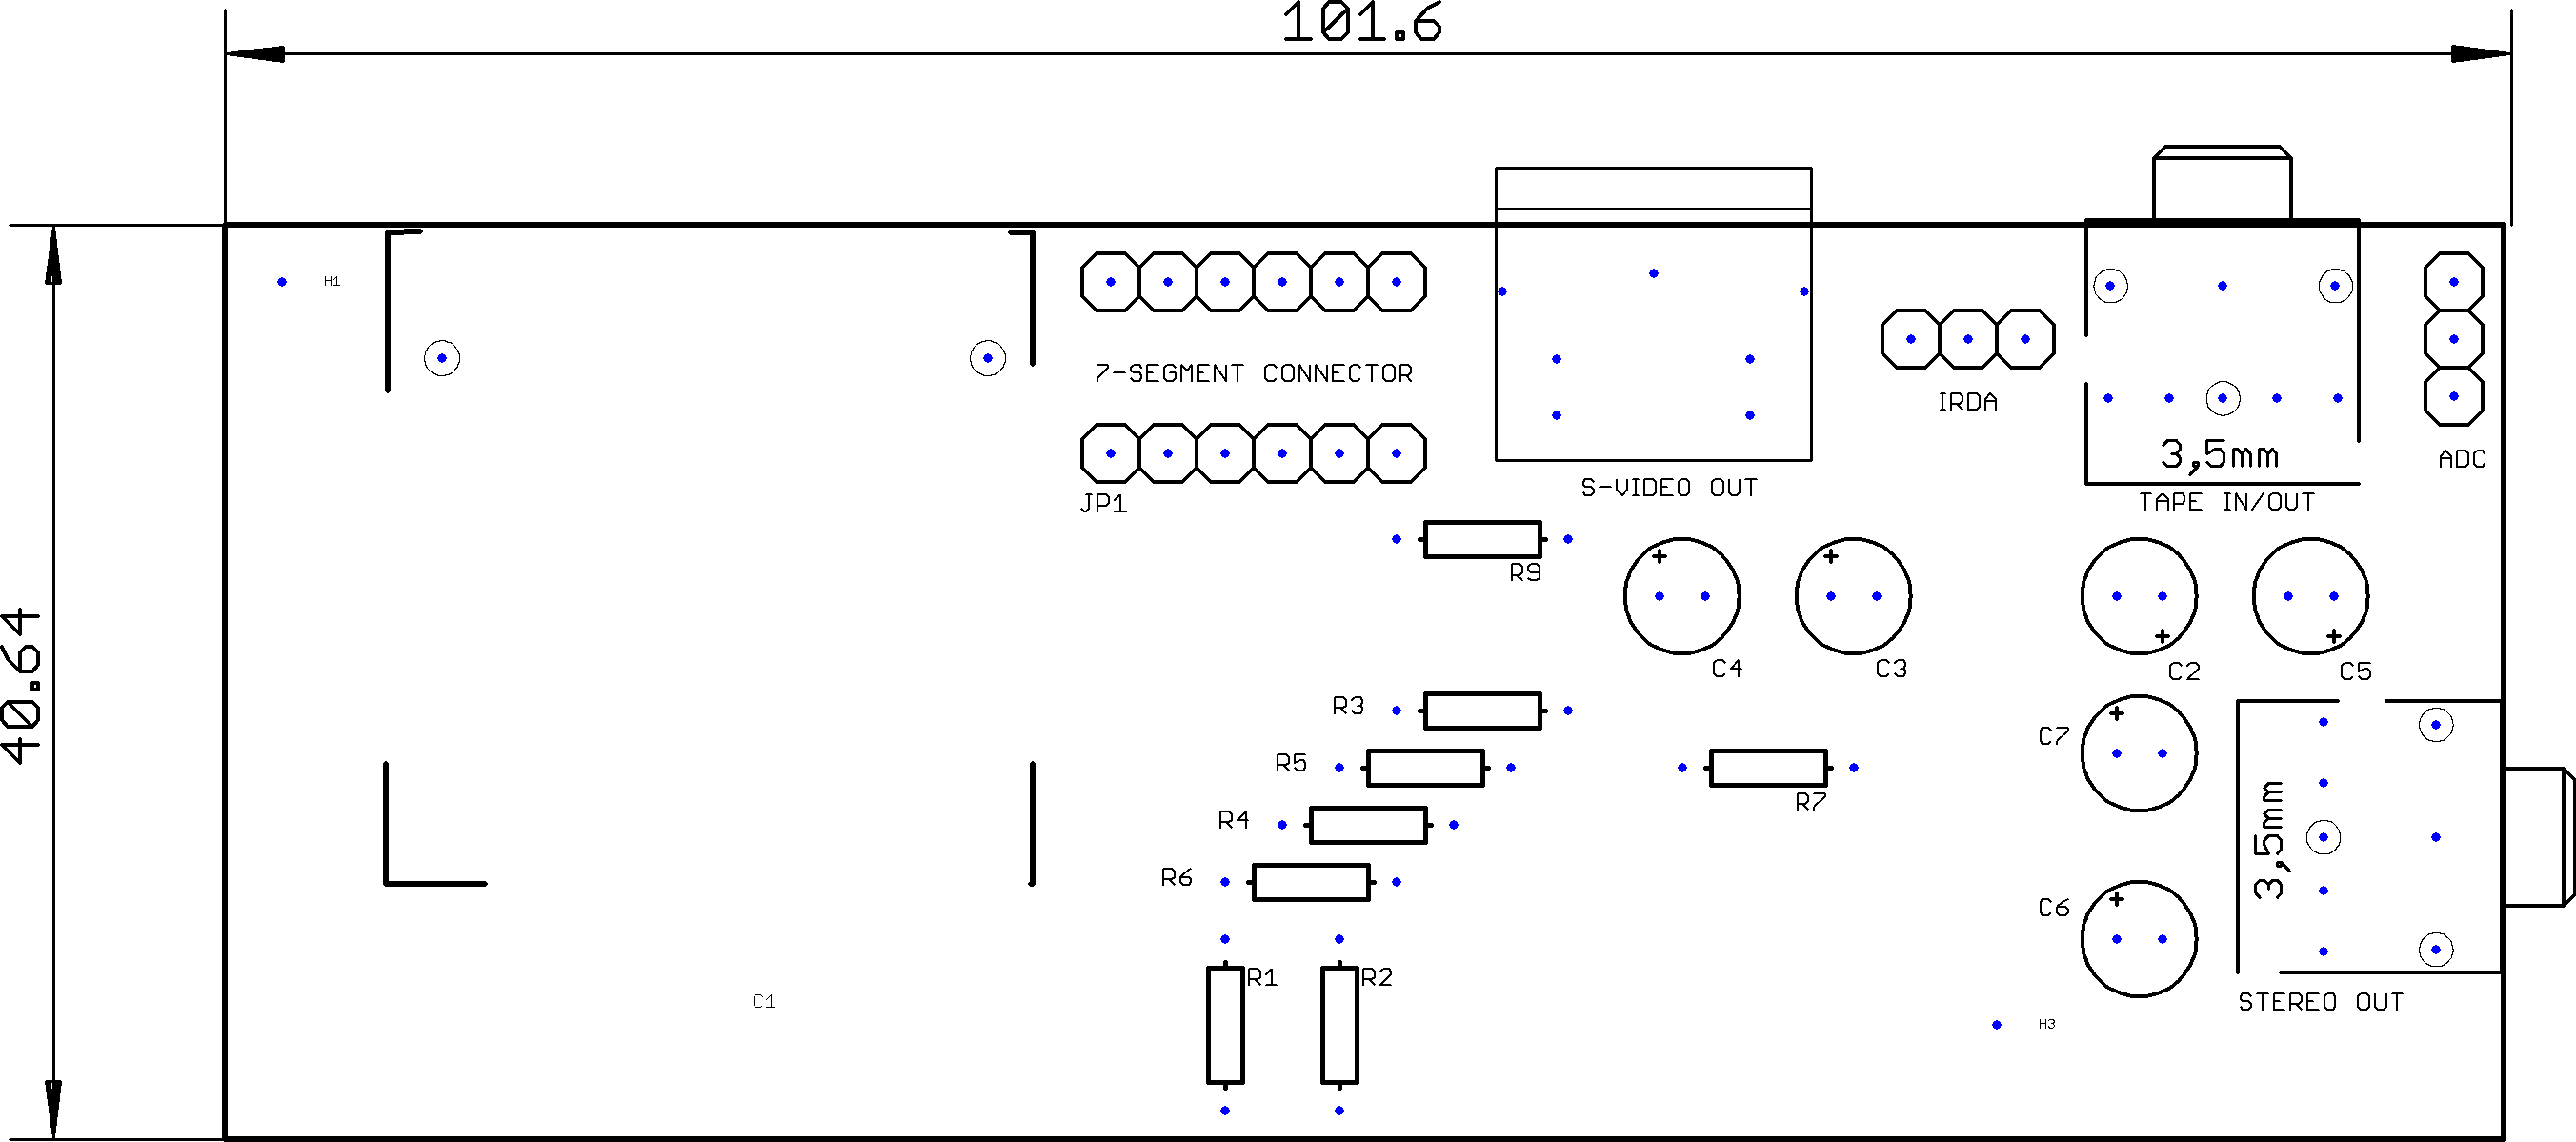 101.6
40.64
H1
7-SEGMENT CONNECTOR
IRDA
3,5mm
ADC
JP1
S-VIDEO OUT
TAPE IN/OUT
R9
+
+
+
+
C4
C3
C2
C5
R3
+
C7
R5
R7
3,5mm
R4
R6
+
C6
R1
R2
C1
STEREO OUT
H3